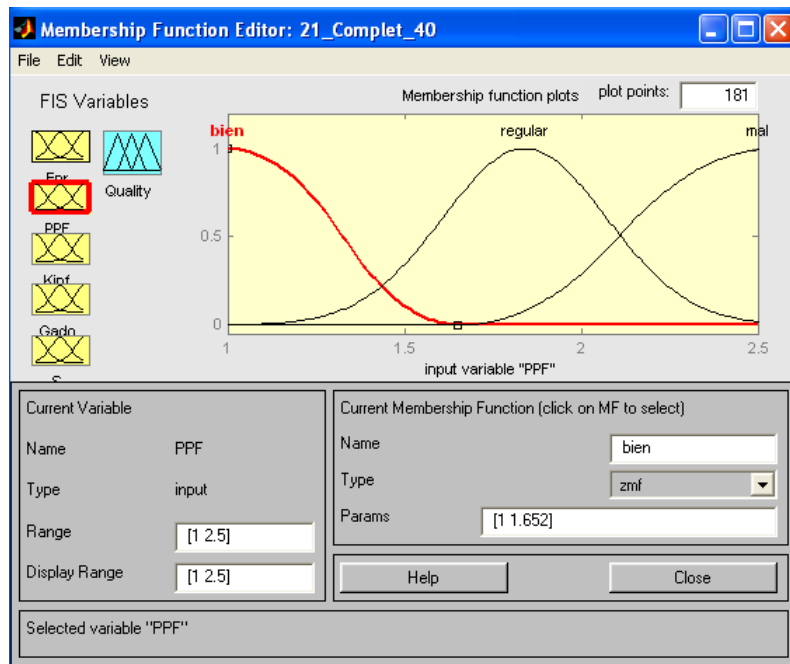 Membership Function Editor: 21_Complet_40
File Edit View
FIS Variables
Membership function plots
plot points: 181
Quality
PPF
Kinf
Gado
bien regular mal
1
0.5
0
1 1.5 2 2.5
input variable "PPF"
Current Variable
Name PPF
Type input
Range [1 2.5]
Display Range [1 2.5]
Current Membership Function (click on MF to select)
Name bien
Type zmf
Params [1 1.652]
Help Close
Selected variable "PPF"